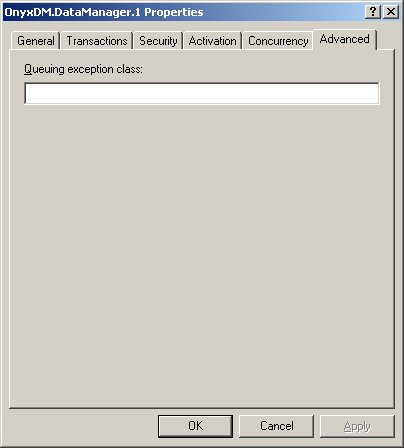 OnyxDM.DataManager.1 Properties
General Transactions Security Activation Concurrency Advanced
Queuing exception class:
OK Cancel Apply